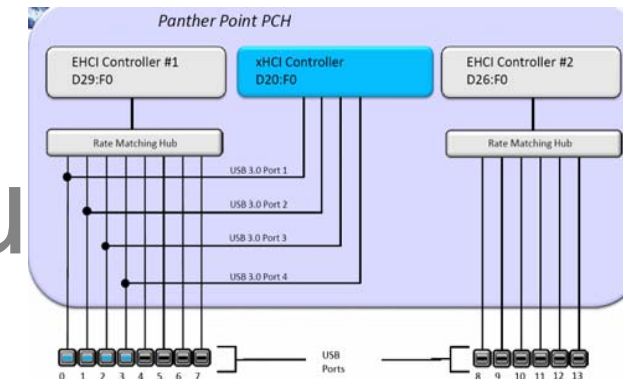 Panther Point PCH
EHCI Controller #1
D29:F0
xHCI Controller
D20:F0
EHCI Controller #2
D26:F0
Rate Matching Hub
Rate Matching Hub
USB 3.0 Port 1
USB 3.0 Port 2
USB 3.0 Port 3
USB 3.0 Port 4
USB
Ports
0 1 2 3 4 5 6 7
8 9 10 11 12 13